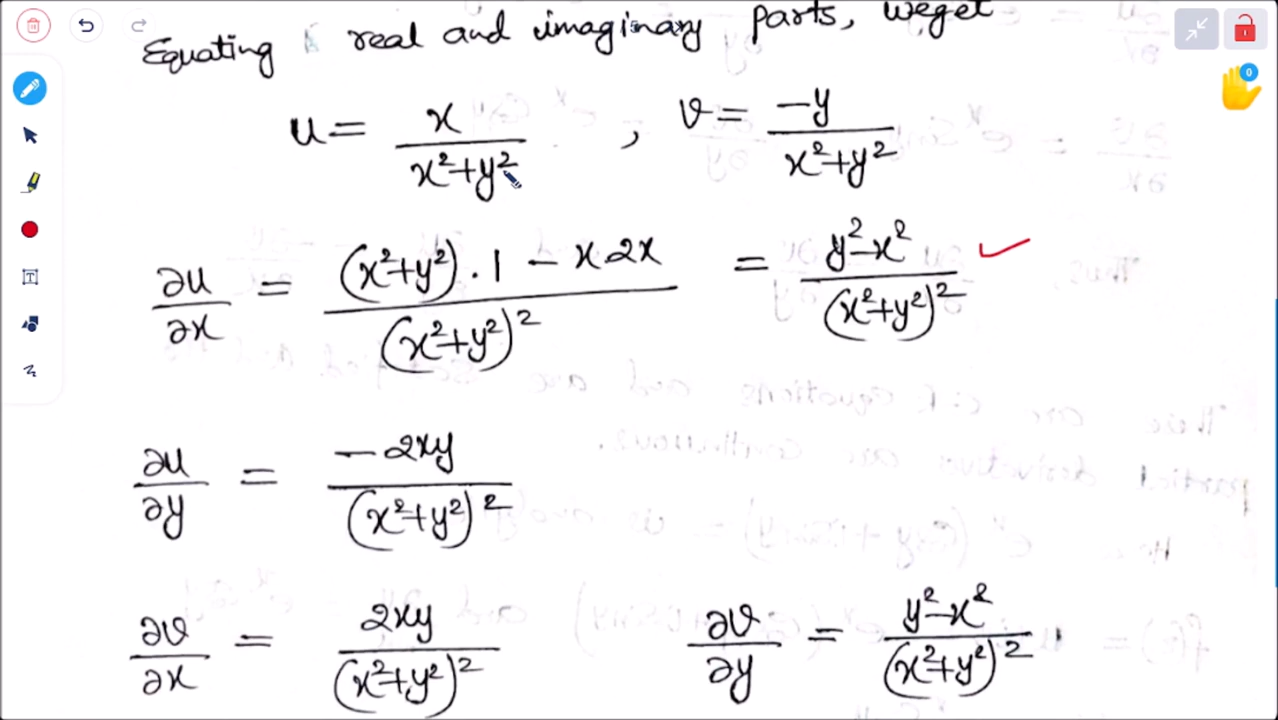 Equating real and imaginary parts, we get
u = x / (x² + y²) , v = -y / (x² + y²)
∂u/∂x = ((x² + y²) . 1 - x 2x) / (x² + y²)² = (y² - x²) / (x² + y²)²
∂u/∂y = -2xy / (x² + y²)²
∂v/∂x = 2xy / (x² + y²)² ∂v/∂y = (y² - x²) / (x² + y²)²
0